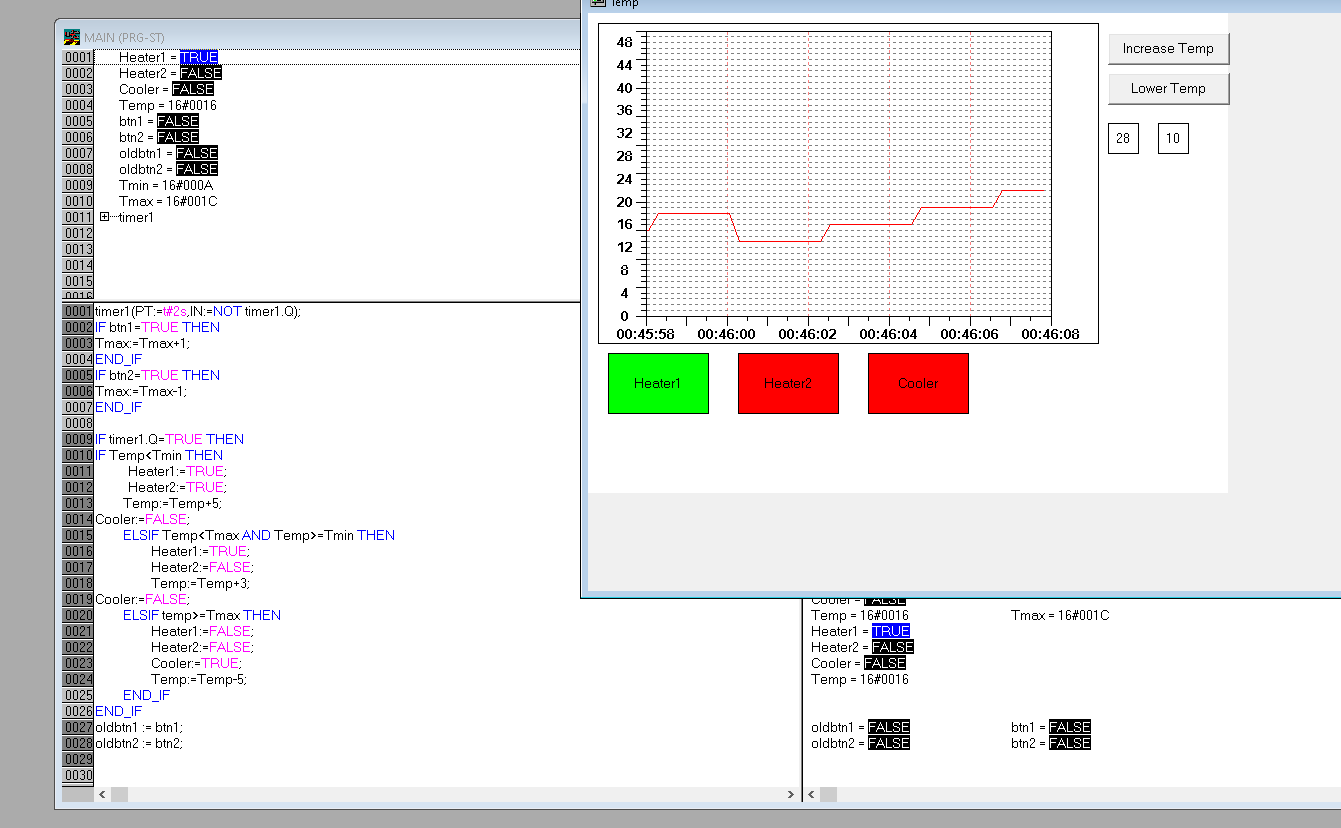 MAIN (PRG-ST)
0001 Heater1 = TRUE
0002 Heater2 = FALSE
0003 Cooler = FALSE
0004 Temp = 16#0016
0005 btn1 = FALSE
0006 btn2 = FALSE
0007 oldbtn1 = FALSE
0008 oldbtn2 = FALSE
0009 Tmin = 16#000A
0010 Tmax = 16#001C
0011 timer1
0012
0013
0014
0015
0016
0001 timer1(PT:=t#2s,IN:=NOT timer1.Q);
0002 IF btn1=TRUE THEN
0003 Tmax:=Tmax+1;
0004 END_IF
0005 IF btn2=TRUE THEN
0006 Tmax:=Tmax-1;
0007 END_IF
0008
0009 IF timer1.Q=TRUE THEN
0010 IF Temp<Tmin THEN
0011 Heater1:=TRUE;
0012 Heater2:=TRUE;
0013 Temp:=Temp+5;
0014 Cooler:=FALSE;
0015 ELSIF Temp<Tmax AND Temp>=Tmin THEN
0016 Heater1:=TRUE;
0017 Heater2:=FALSE;
0018 Temp:=Temp+3;
0019 Cooler:=FALSE;
0020 ELSIF temp>=Tmax THEN
0021 Heater1:=FALSE;
0022 Heater2:=FALSE;
0023 Cooler:=TRUE;
0024 Temp:=Temp-5;
0025 END_IF
0026 END_IF
0027 oldbtn1 := btn1;
0028 oldbtn2 := btn2;
0029
0030
Temp
48
44
40
36
32
28
24
20
16
12
8
4
0
00:45:58 00:46:00 00:46:02 00:46:04 00:46:06 00:46:08
Increase Temp
Lower Temp
28 10
Heater1 Heater2 Cooler
Cooler = FALSE
Temp = 16#0016 Tmax = 16#001C
Heater1 = TRUE
Heater2 = FALSE
Cooler = FALSE
Temp = 16#0016
oldbtn1 = FALSE btn1 = FALSE
oldbtn2 = FALSE btn2 = FALSE